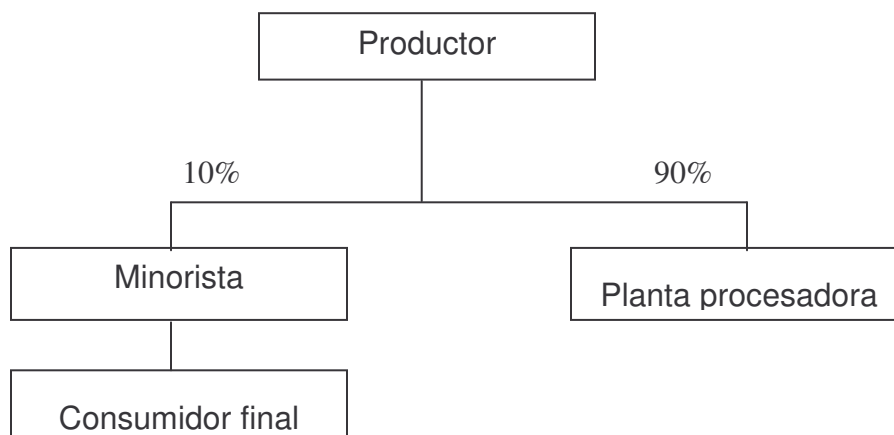 Productor
10%
90%
Minorista
Planta procesadora
Consumidor final